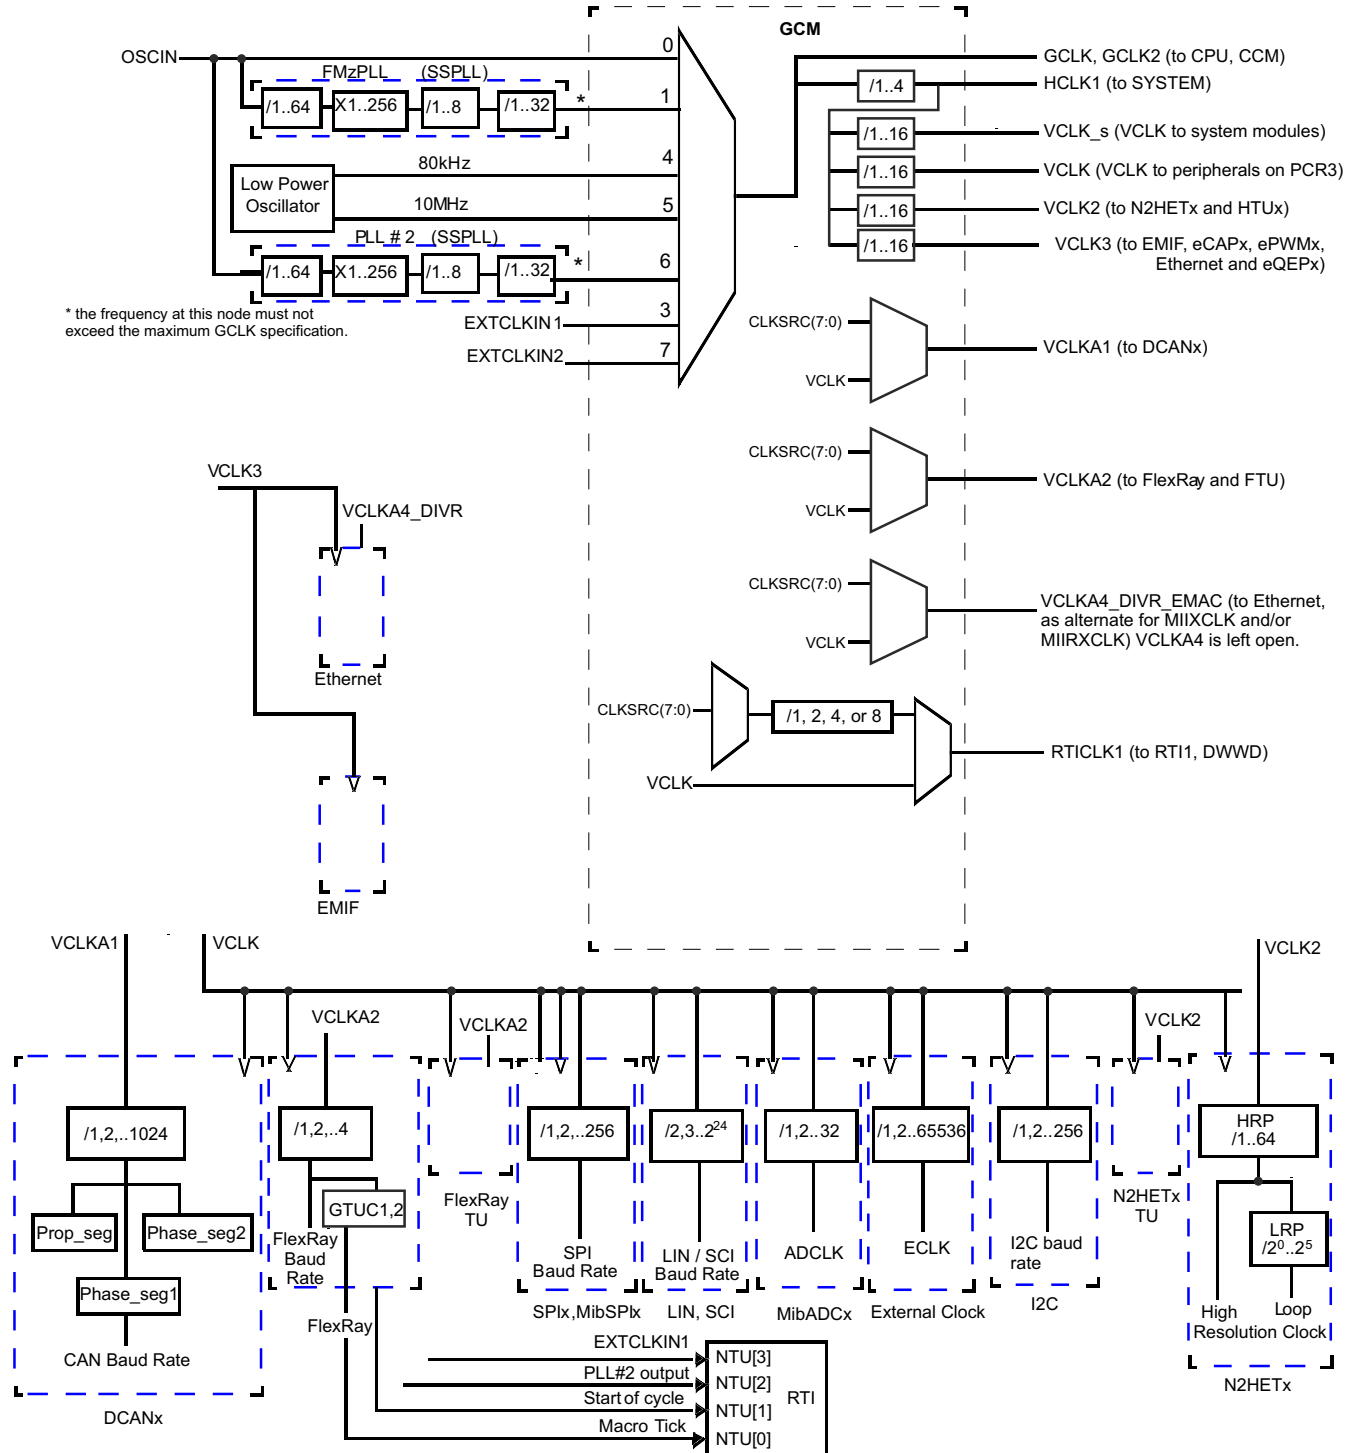 GCM
OSCIN
0
GCLK, GCLK2 (to CPU, CCM)
FMzPLL (SSPLL)
/1..64
X1..256
/1..8
/1..32
*
1
/1..4
HCLK1 (to SYSTEM)
/1..16
VCLK_s (VCLK to system modules)
80kHz
4
/1..16
VCLK (VCLK to peripherals on PCR3)
Low Power
Oscillator
10MHz
5
/1..16
VCLK2 (to N2HETx and HTUx)
PLL # 2 (SSPLL)
/1..64
X1..256
/1..8
/1..32
*
6
/1..16
VCLK3 (to EMIF, eCAPx, ePWMx,
Ethernet and eQEPx)
* the frequency at this node must not
exceed the maximum GCLK specification.
EXTCLKIN1
3
EXTCLKIN2
7
CLKSRC(7:0)
VCLK
VCLKA1 (to DCANx)
CLKSRC(7:0)
VCLK
VCLKA2 (to FlexRay and FTU)
VCLK3
VCLKA4_DIVR
Ethernet
EMIF
CLKSRC(7:0)
VCLK
VCLKA4_DIVR_EMAC (to Ethernet,
as alternate for MIIXCLK and/or
MIIRXCLK) VCLKA4 is left open.
CLKSRC(7:0)
/1, 2, 4, or 8
VCLK
RTICLK1 (to RTI1, DWWD)
VCLKA1
VCLK
VCLK2
VCLKA2
VCLKA2
VCLK2
/1,2,..1024
Prop_seg
Phase_seg2
Phase_seg1
CAN Baud Rate
DCANx
/1,2,..4
GTUC1,2
FlexRay
Baud
Rate
FlexRay
FlexRay
TU
/1,2,..256
SPI
Baud Rate
SPIx,MibSPIx
/2,3..2²⁴
LIN / SCI
Baud Rate
LIN, SCI
/1,2..32
ADCLK
MibADCx
/1,2..65536
ECLK
External Clock
/1,2..256
I2C baud
rate
I2C
N2HETx
TU
HRP
/1..64
LRP
/2⁰..2⁵
High
Resolution Clock
Loop
N2HETx
EXTCLKIN1
NTU[3]
PLL#2 output
NTU[2]
RTI
Start of cycle
NTU[1]
Macro Tick
NTU[0]